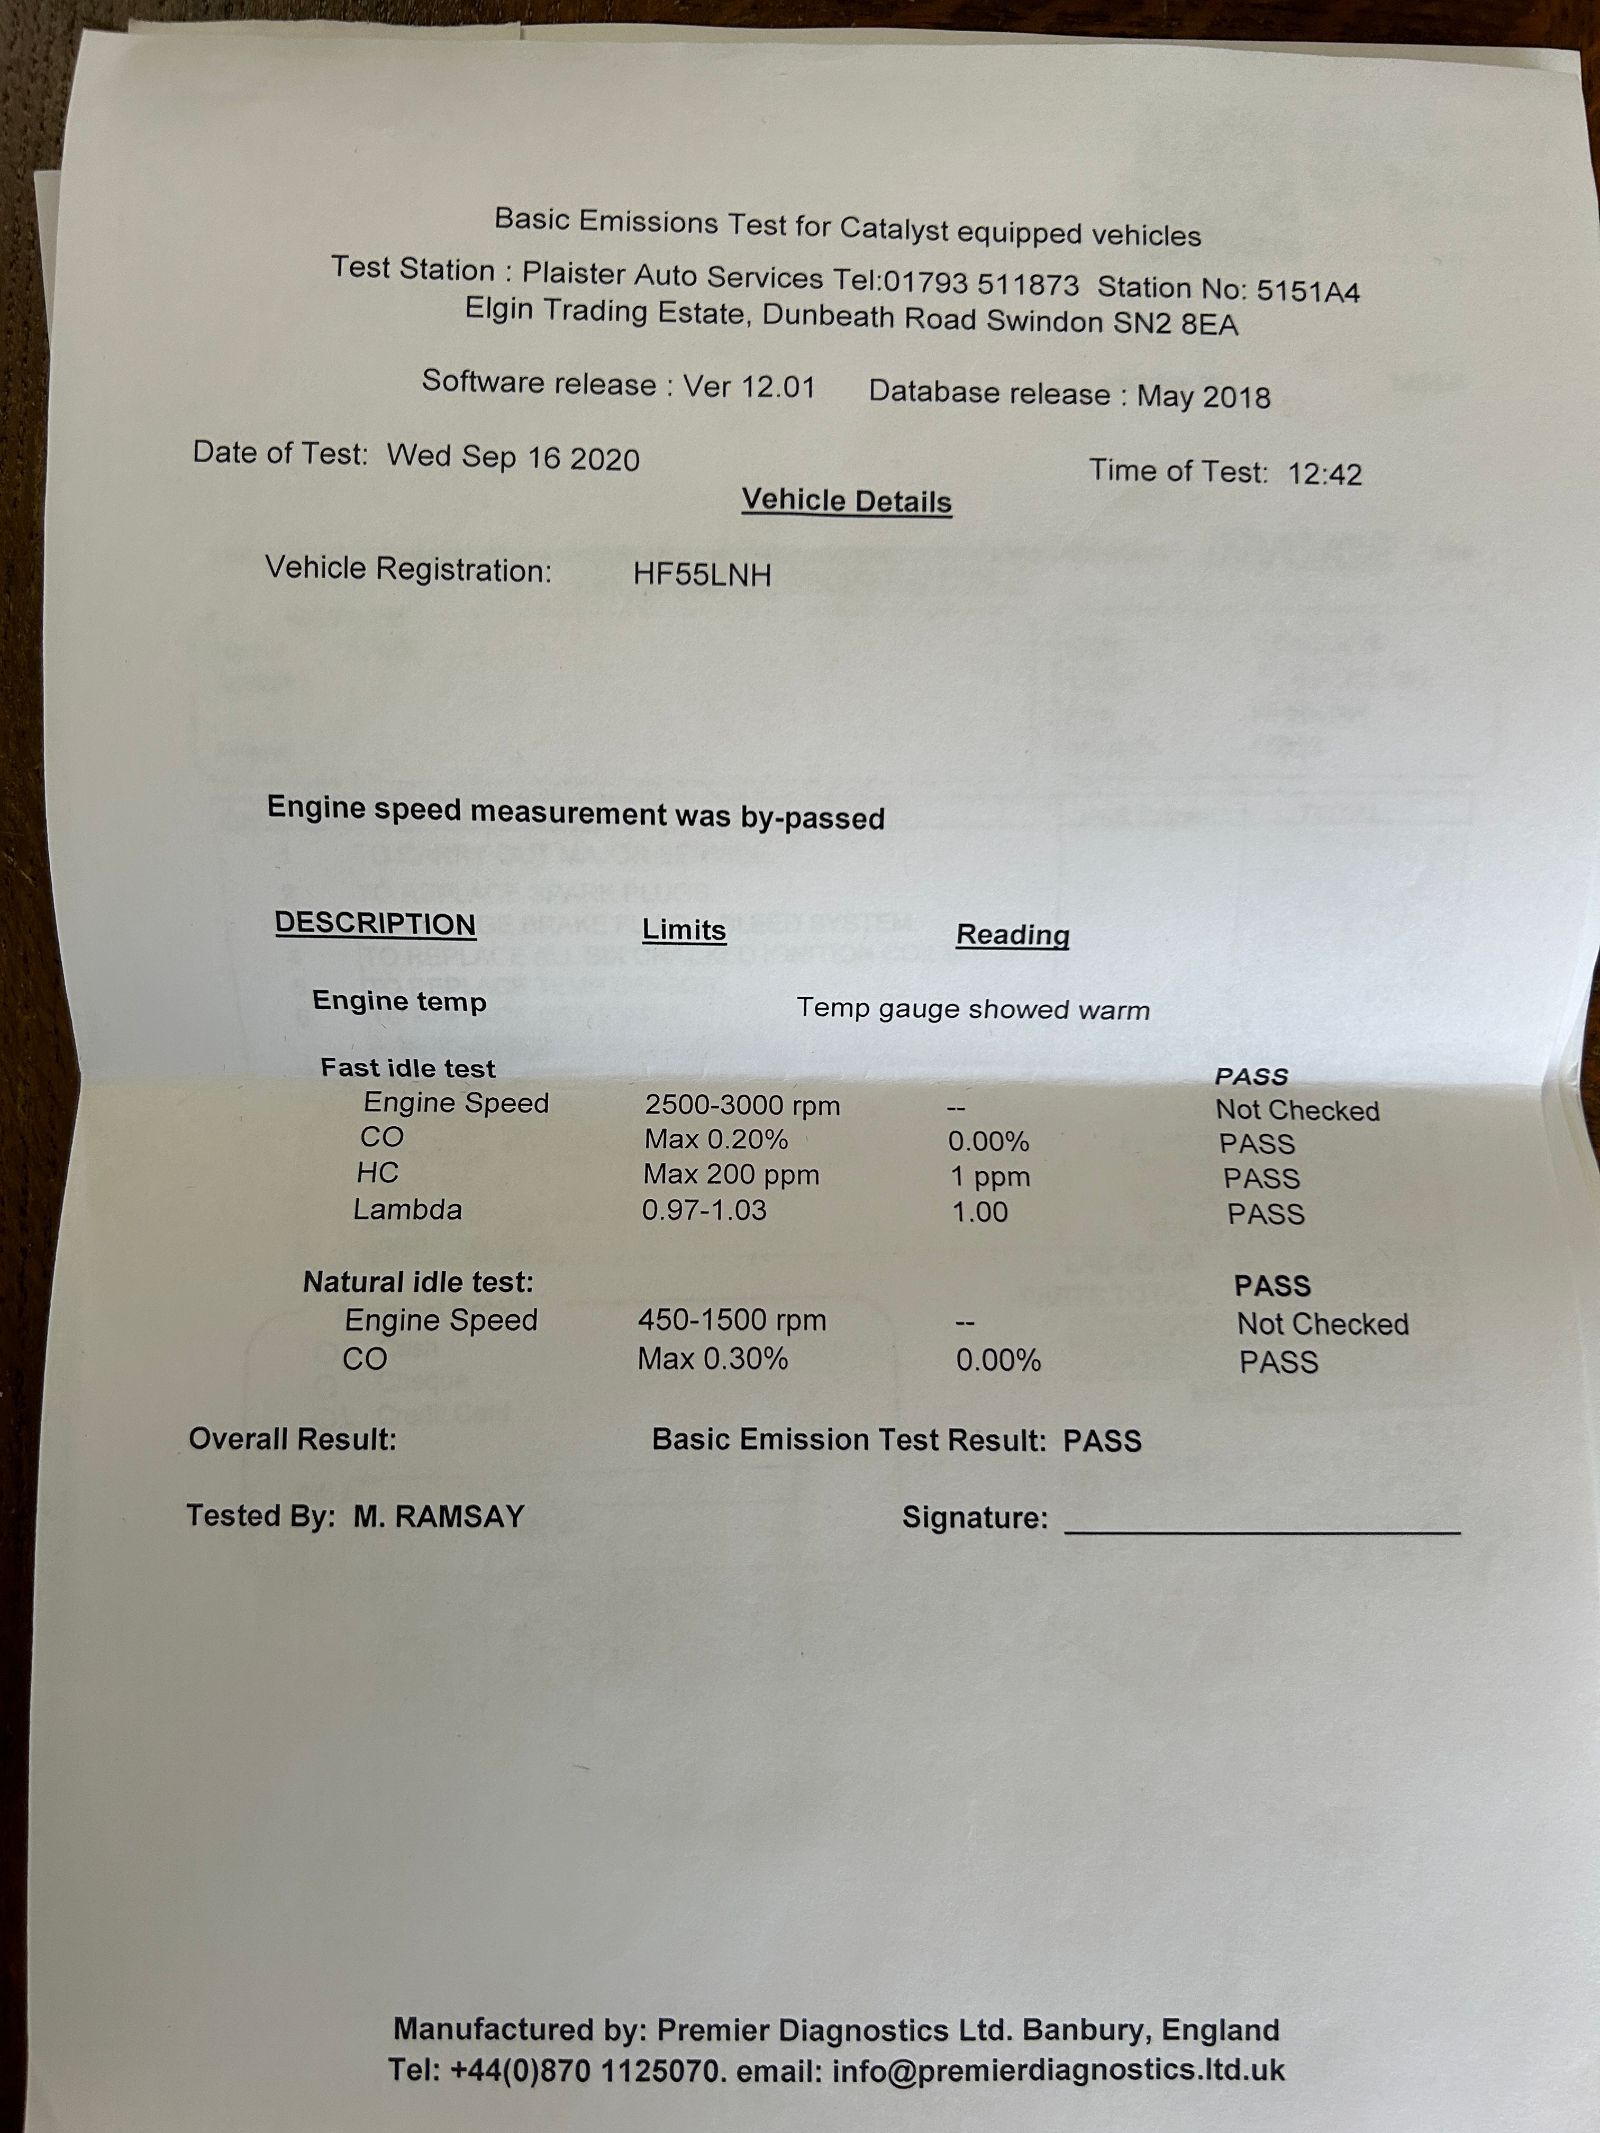 Basic Emissions Test for Catalyst equipped vehicles
Test Station : Plaister Auto Services Tel:01793 511873 Station No: 5151A4
Elgin Trading Estate, Dunbeath Road Swindon SN2 8EA
Software release : Ver 12.01 Database release : May 2018
Date of Test: Wed Sep 16 2020 Time of Test: 12:42
Vehicle Details
Vehicle Registration: HF55LNH
Engine speed measurement was by-passed
DESCRIPTION Limits Reading
Engine temp Temp gauge showed warm
Fast idle test PASS
Engine Speed 2500-3000 rpm -- Not Checked
CO Max 0.20% 0.00% PASS
HC Max 200 ppm 1 ppm PASS
Lambda 0.97-1.03 1.00 PASS
Natural idle test: PASS
Engine Speed 450-1500 rpm -- Not Checked
CO Max 0.30% 0.00% PASS
Overall Result: Basic Emission Test Result: PASS
Tested By: M. RAMSAY Signature:
Manufactured by: Premier Diagnostics Ltd. Banbury, England
Tel: +44(0)870 1125070. email: info@premierdiagnostics.ltd.uk